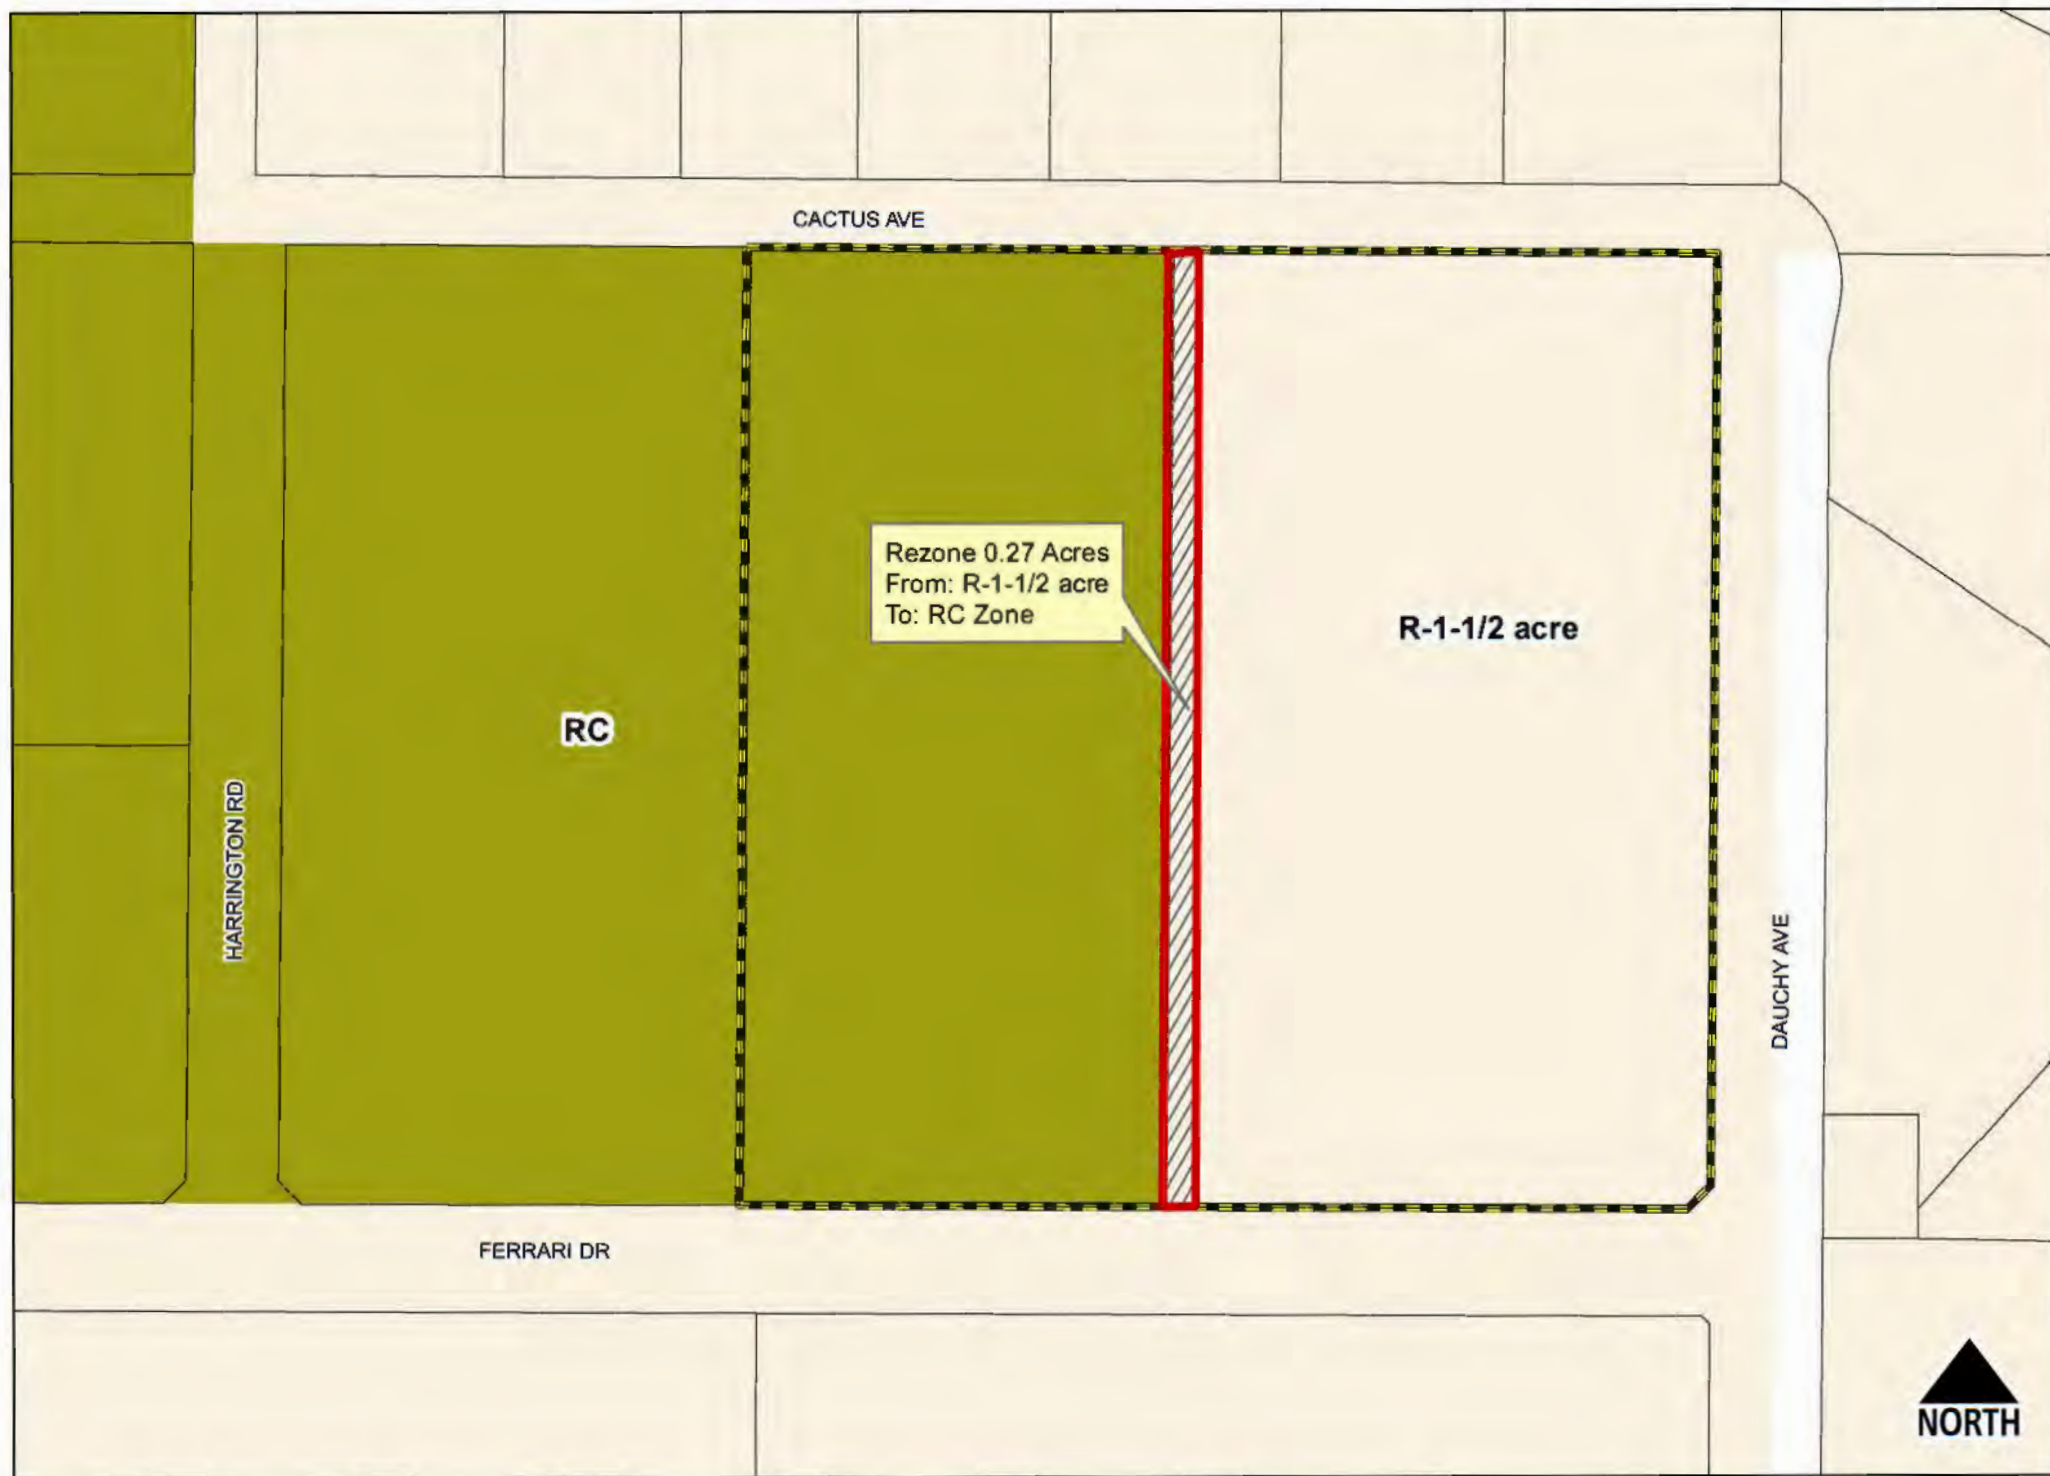 CACTUS AVE
Rezone 0.27 Acres
From: R-1-1/2 acre
To: RC Zone
R-1-1/2 acre
RC
HARRINGTON RD
DAUCHY AVE
FERRARI DR
NORTH